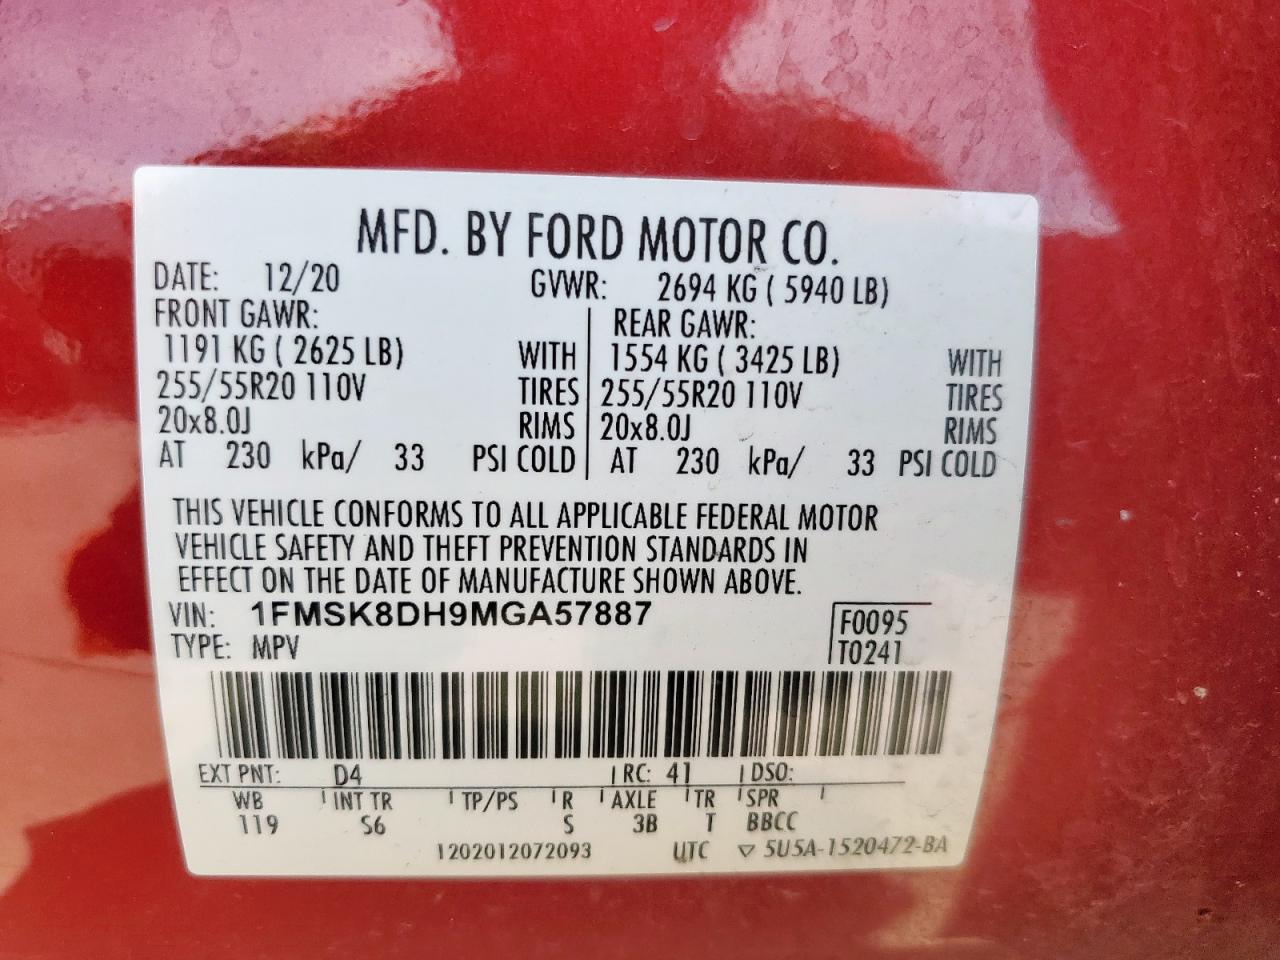 MFD. BY FORD MOTOR CO.
DATE: 12/20 GVWR: 2694 KG ( 5940 LB)
FRONT GAWR: REAR GAWR:
1191 KG ( 2625 LB) WITH 1554 KG ( 3425 LB) WITH
255/55R20 110V TIRES 255/55R20 110V TIRES
20x8.0J RIMS 20x8.0J RIMS
AT 230 kPa/ 33 PSI COLD AT 230 kPa/ 33 PSI COLD
THIS VEHICLE CONFORMS TO ALL APPLICABLE FEDERAL MOTOR
VEHICLE SAFETY AND THEFT PREVENTION STANDARDS IN
EFFECT ON THE DATE OF MANUFACTURE SHOWN ABOVE.
VIN: 1FMSK8DH9MGA57887 F0095
TYPE: MPV T0241
EXT PNT: D4 RC: 41 DSO:
WB INT TR TP/PS R AXLE TR SPR
119 S6 S 3B T BBCC
1202012072093 UTC ▽ 5U5A-1520472-BA